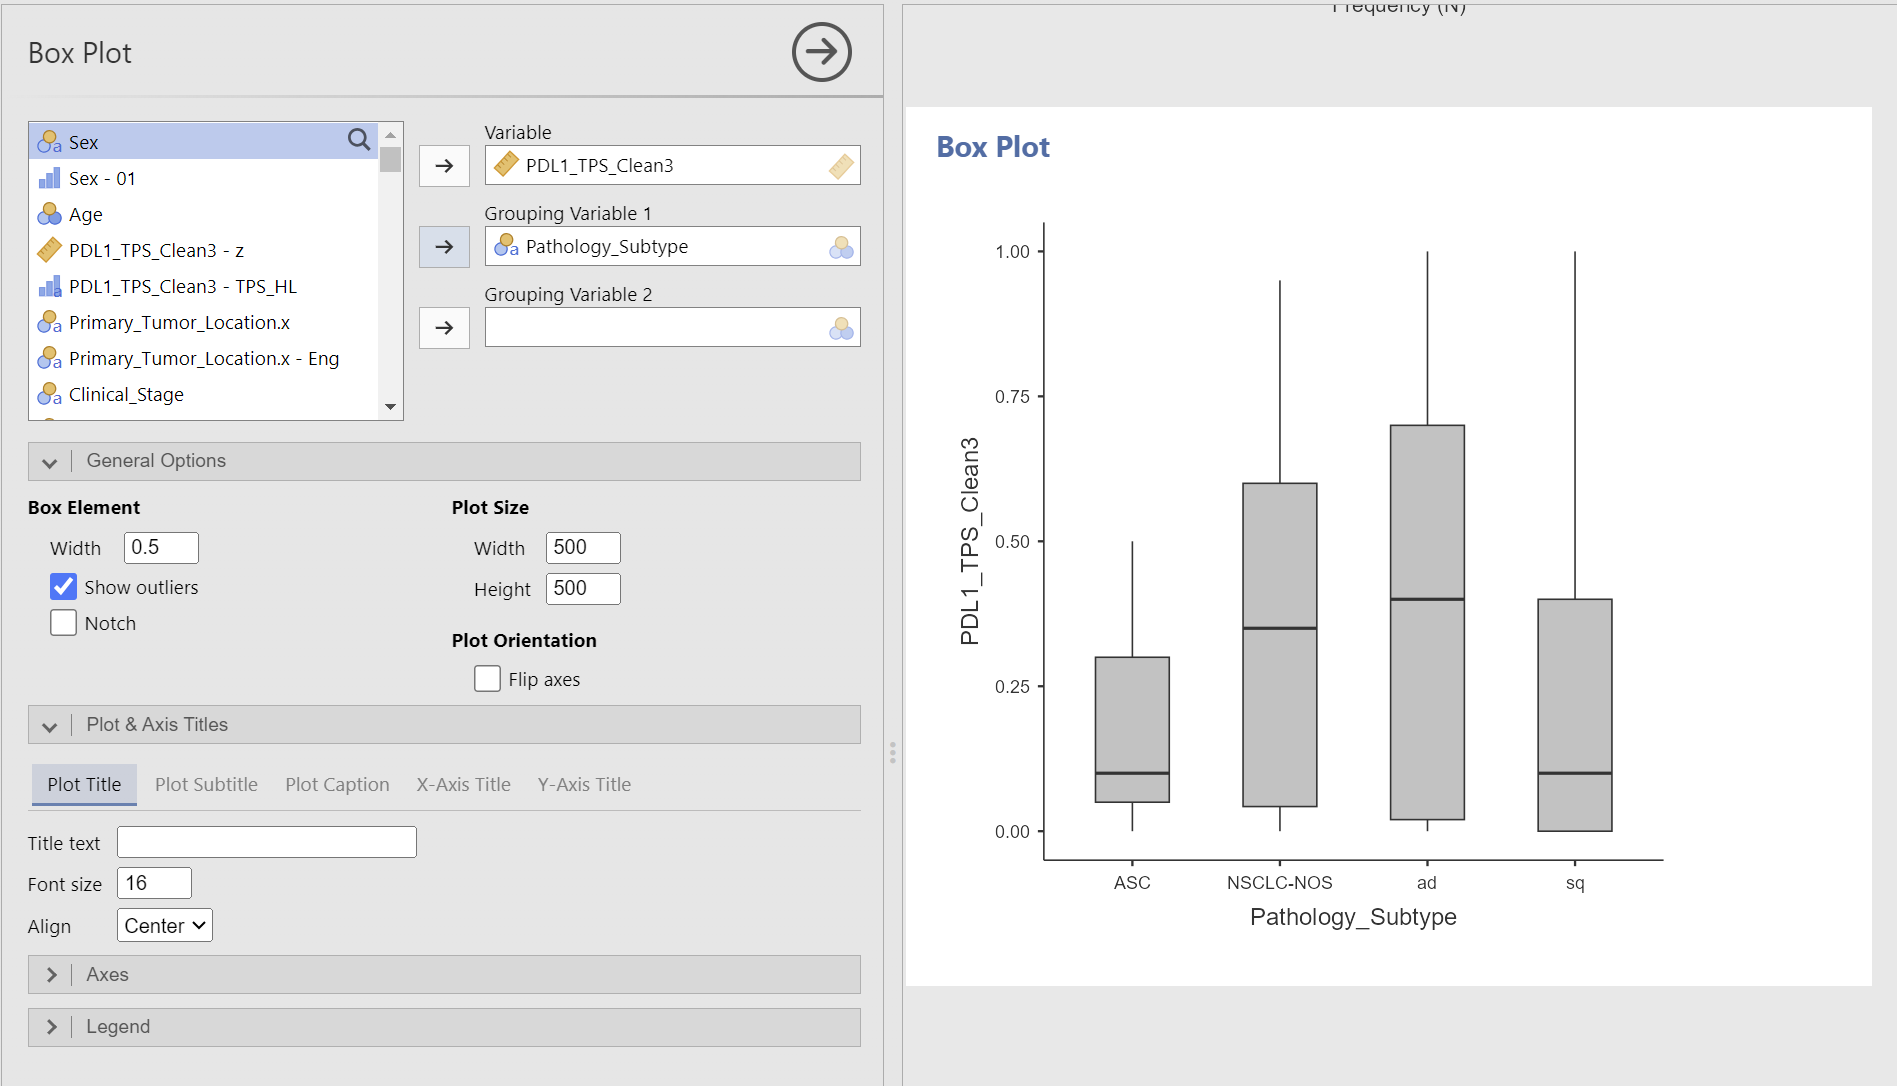 Box Plot
Sex
Sex - 01
Age
PDL1_TPS_Clean3 - z
PDL1_TPS_Clean3 - TPS_HL
Primary_Tumor_Location.x
Primary_Tumor_Location.x - Eng
Clinical_Stage
Variable
PDL1_TPS_Clean3
Grouping Variable 1
Pathology_Subtype
Grouping Variable 2
General Options
Box Element
Width 0.5
Show outliers
Notch
Plot Size
Width 500
Height 500
Plot Orientation
Flip axes
Plot & Axis Titles
Plot Title Plot Subtitle Plot Caption X-Axis Title Y-Axis Title
Title text
Font size 16
Align Center
Axes
Legend
Frequency (N)
Box Plot
PDL1_TPS_Clean3
1.00
0.75
0.50
0.25
0.00
ASC NSCLC-NOS ad sq
Pathology_Subtype